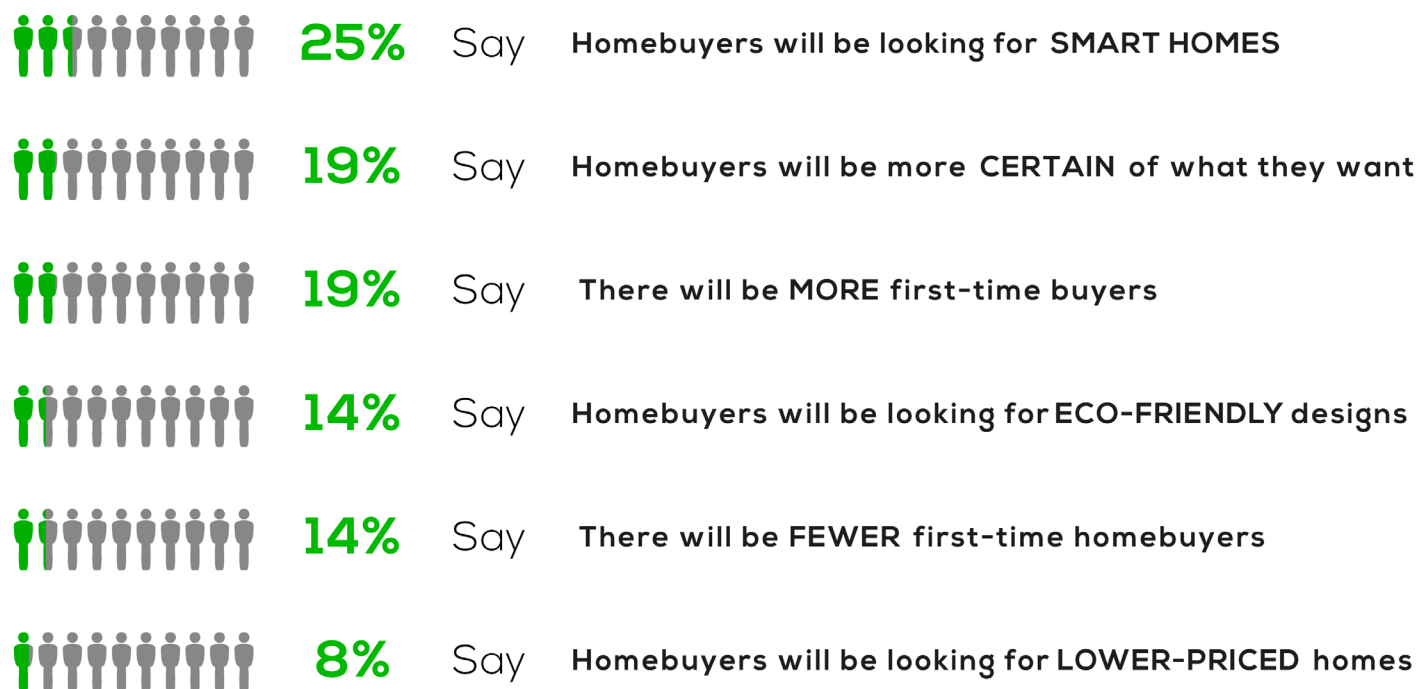 25% Say Homebuyers will be looking for SMART HOMES
19% Say Homebuyers will be more CERTAIN of what they want
19% Say There will be MORE first-time buyers
14% Say Homebuyers will be looking for ECO-FRIENDLY designs
14% Say There will be FEWER first-time homebuyers
8% Say Homebuyers will be looking for LOWER-PRICED homes